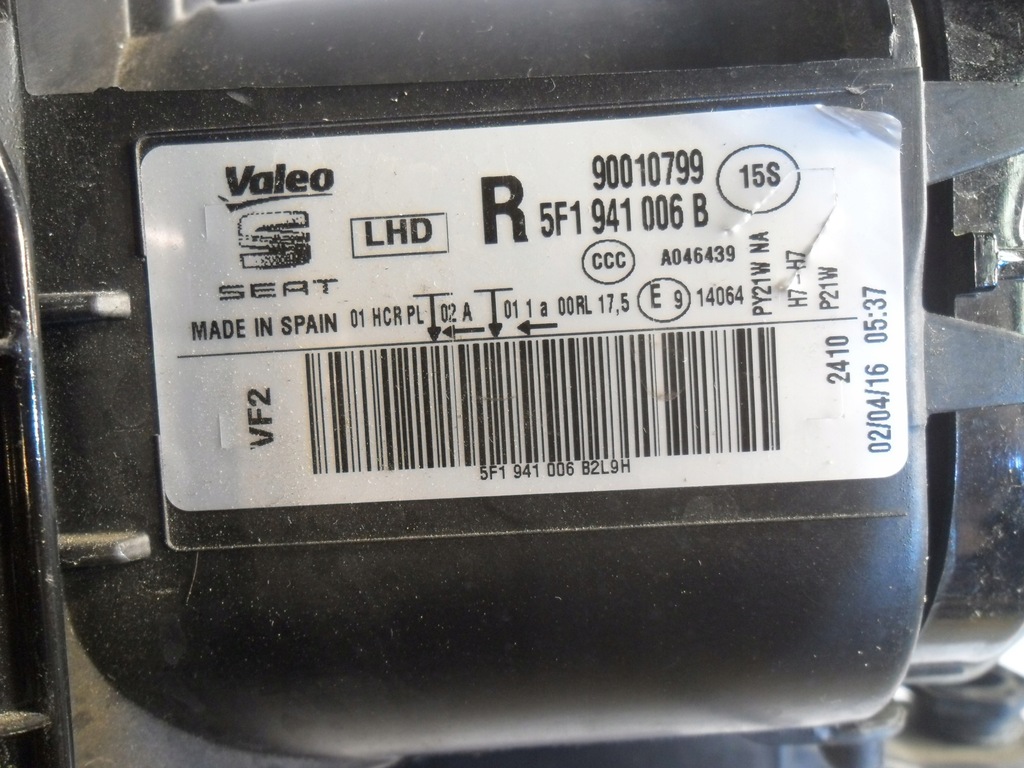 Valeo
SEAT
LHD
R
90010799
5F1 941 006 B
15S
CCC
A046439
MADE IN SPAIN
01 HCR PL 02 A 01 1 a 00RL 17,5
E 9 14064
PY21W NA
H7-H7
P21W
VF2
5F1 941 006 B2L9H
2410
02/04/16 05:37